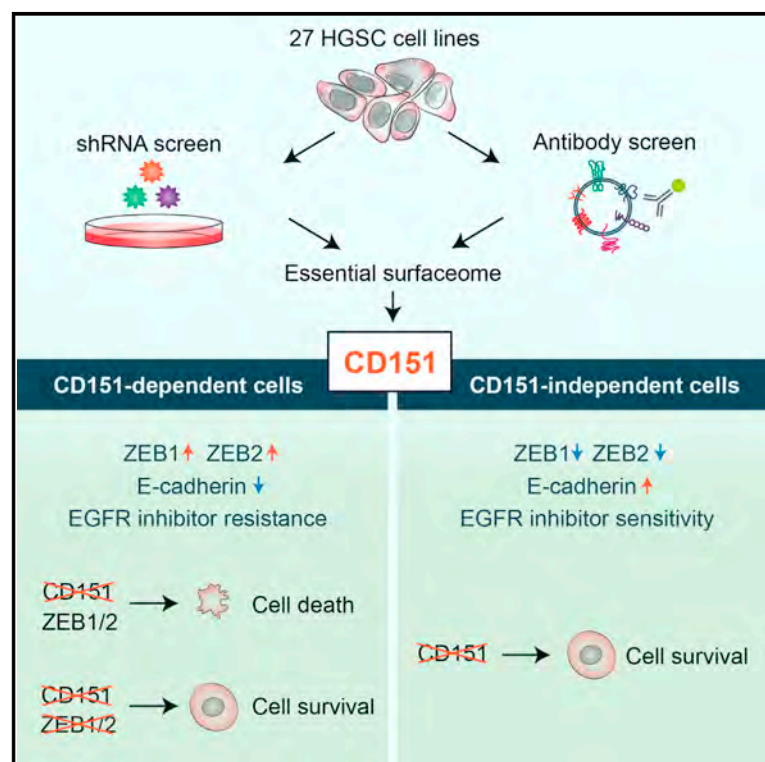 27 HGSC cell lines
shRNA screen
Antibody screen
Essential surfaceome
CD151
CD151-dependent cells
CD151-independent cells
ZEB1↑ ZEB2↑
E-cadherin ↓
EGFR inhibitor resistance
ZEB1↓ ZEB2↓
E-cadherin ↑
EGFR inhibitor sensitivity
CD151
ZEB1/2
Cell death
CD151
ZEB1/2
Cell survival
CD151
Cell survival